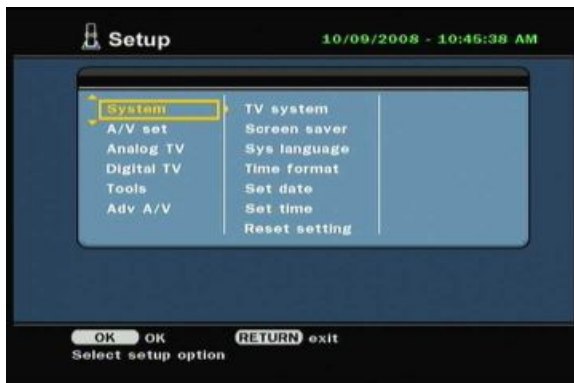 Setup
10/09/2008 - 10:45:38 AM
System
A/V set
Analog TV
Digital TV
Tools
Adv A/V
TV system
Screen saver
Sys language
Time format
Set date
Set time
Reset setting
OK OK
RETURN exit
Select setup option